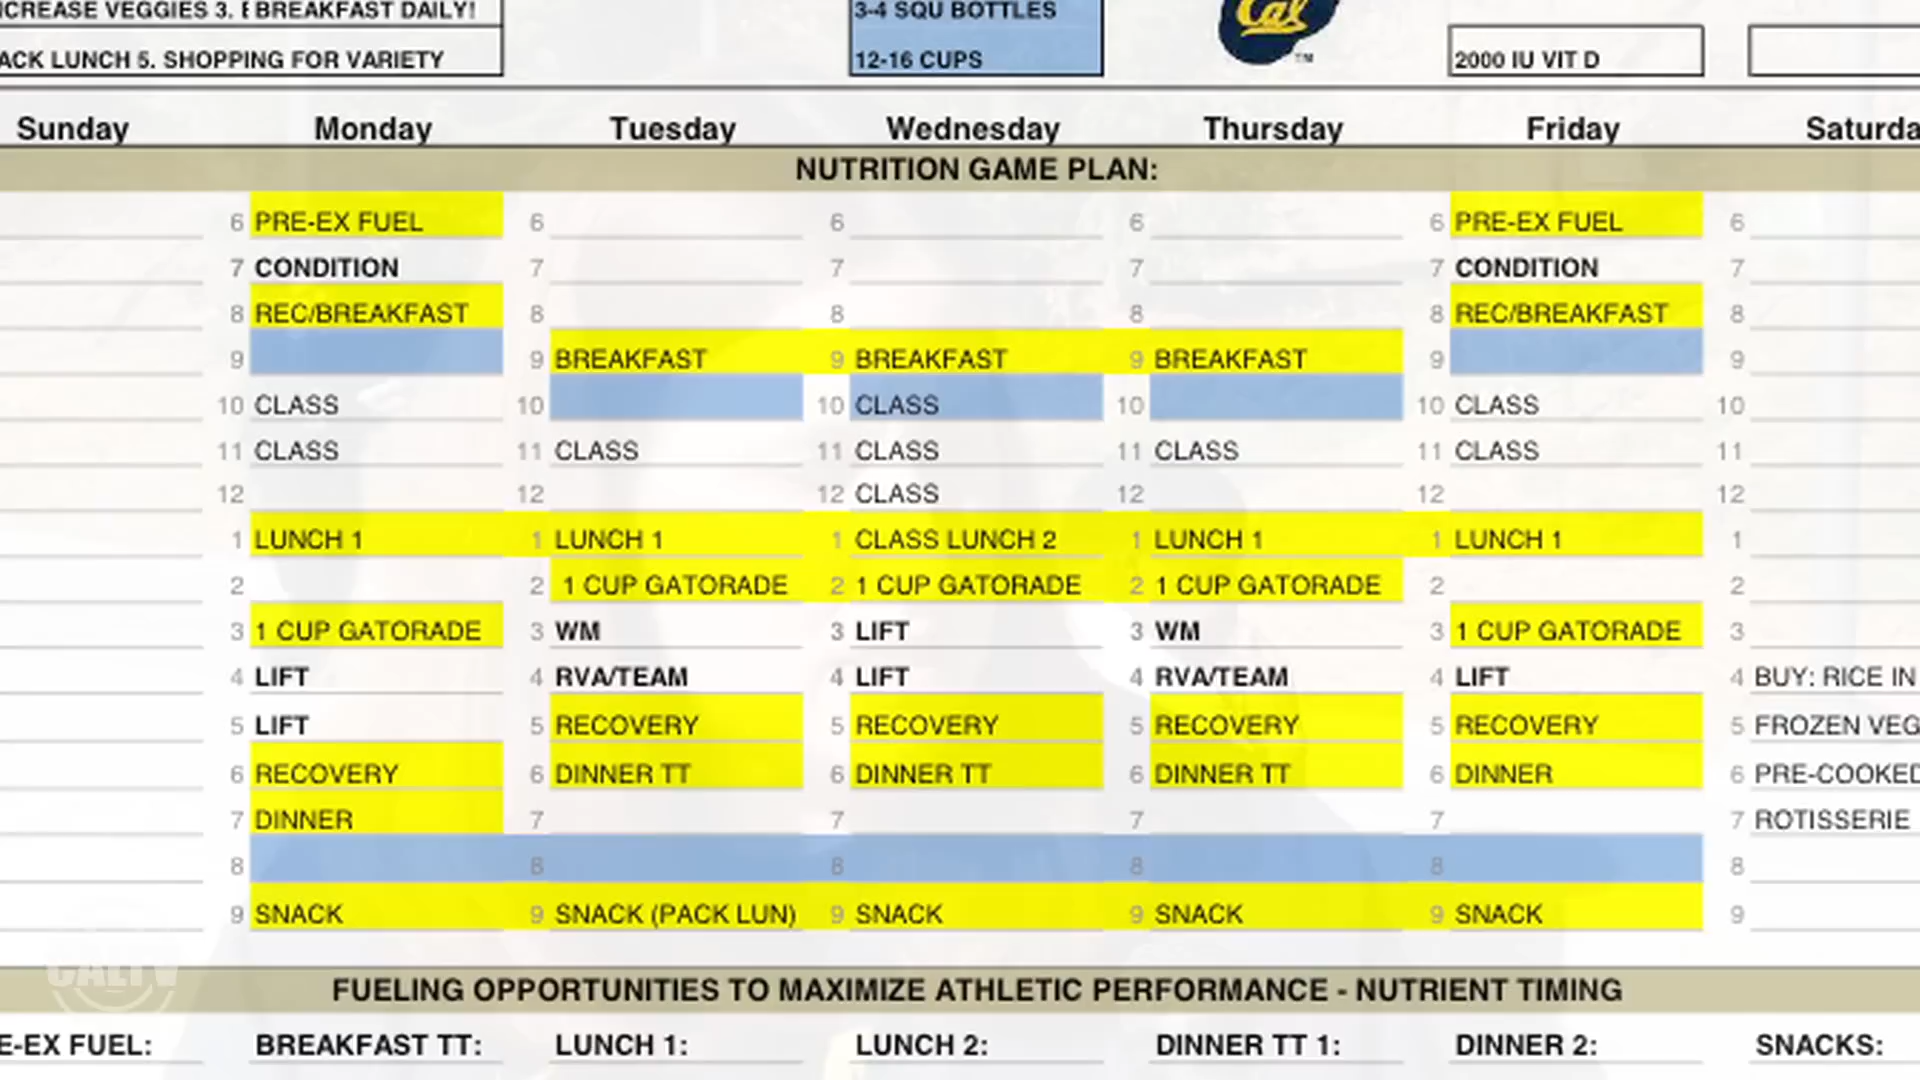 NCREASE VEGGIES 3. E BREAKFAST DAILY!
3-4 SQU BOTTLES
Cal
ACK LUNCH 5. SHOPPING FOR VARIETY
12-16 CUPS
TM
2000 IU VIT D
Sunday Monday Tuesday Wednesday Thursday Friday Saturda
NUTRITION GAME PLAN:
6 PRE-EX FUEL 6 6 6 6 PRE-EX FUEL 6
7 CONDITION 7 7 7 7 CONDITION 7
8 REC/BREAKFAST 8 8 8 8 REC/BREAKFAST 8
9 9 BREAKFAST 9 BREAKFAST 9 BREAKFAST 9 9
10 CLASS 10 10 CLASS 10 10 CLASS 10
11 CLASS 11 CLASS 11 CLASS 11 CLASS 11 CLASS 11
12 12 12 CLASS 12 12 12
1 LUNCH 1 1 LUNCH 1 1 CLASS LUNCH 2 1 LUNCH 1 1 LUNCH 1 1
2 2 1 CUP GATORADE 2 1 CUP GATORADE 2 1 CUP GATORADE 2 2
3 1 CUP GATORADE 3 WM 3 LIFT 3 WM 3 1 CUP GATORADE 3
4 LIFT 4 RVA/TEAM 4 LIFT 4 RVA/TEAM 4 LIFT 4 BUY: RICE IN
5 LIFT 5 RECOVERY 5 RECOVERY 5 RECOVERY 5 RECOVERY 5 FROZEN VEG
6 RECOVERY 6 DINNER TT 6 DINNER TT 6 DINNER TT 6 DINNER 6 PRE-COOKED
7 DINNER 7 7 7 7 7 ROTISSERIE
8 8 8 8 8 8
9 SNACK 9 SNACK (PACK LUN) 9 SNACK 9 SNACK 9 SNACK 9
CALTV
FUELING OPPORTUNITIES TO MAXIMIZE ATHLETIC PERFORMANCE - NUTRIENT TIMING
E-EX FUEL: BREAKFAST TT: LUNCH 1: LUNCH 2: DINNER TT 1: DINNER 2: SNACKS: